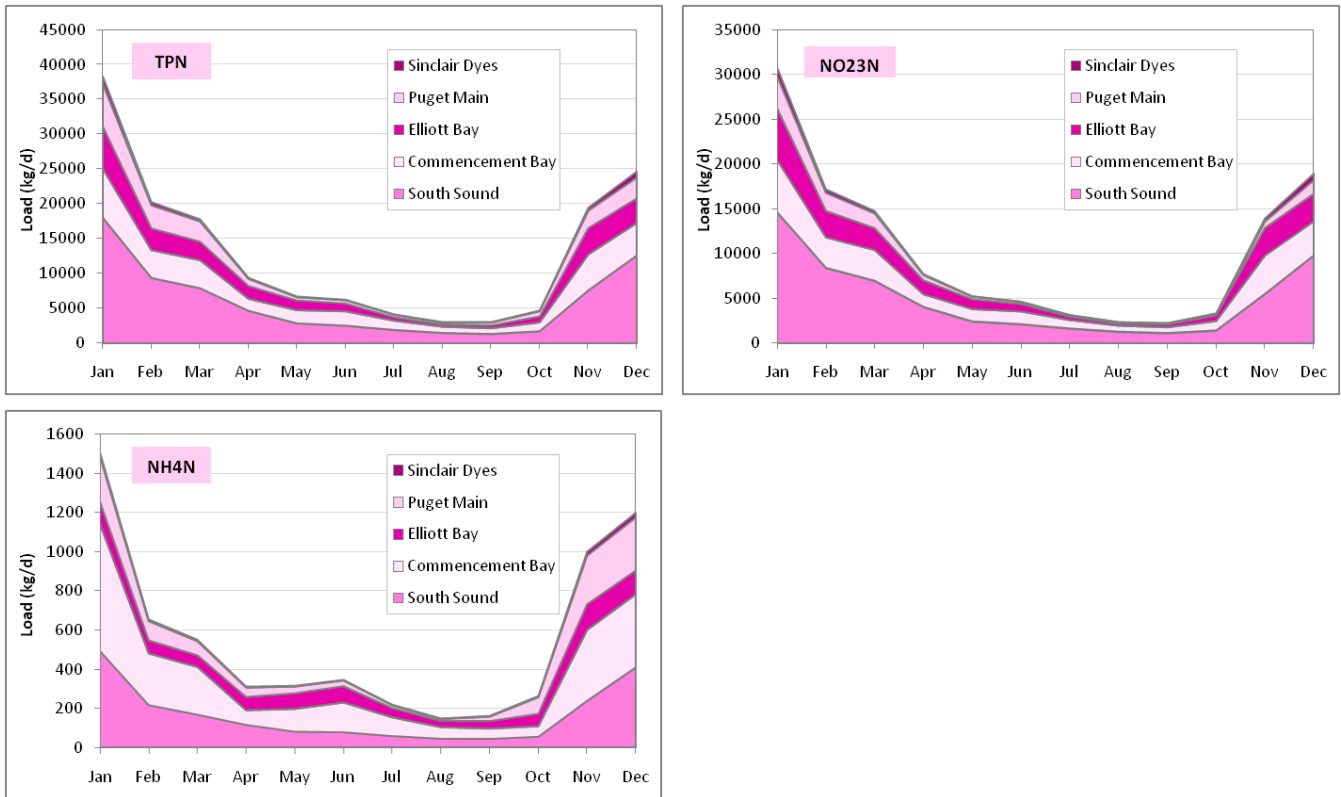 TPN
Load (kg/d)
45000
40000
35000
30000
25000
20000
15000
10000
5000
0
Sinclair Dyes
Puget Main
Elliott Bay
Commencement Bay
South Sound
Jan Feb Mar Apr May Jun Jul Aug Sep Oct Nov Dec
NO23N
Load (kg/d)
35000
30000
25000
20000
15000
10000
5000
0
Sinclair Dyes
Puget Main
Elliott Bay
Commencement Bay
South Sound
Jan Feb Mar Apr May Jun Jul Aug Sep Oct Nov Dec
NH4N
Load (kg/d)
1600
1400
1200
1000
800
600
400
200
0
Sinclair Dyes
Puget Main
Elliott Bay
Commencement Bay
South Sound
Jan Feb Mar Apr May Jun Jul Aug Sep Oct Nov Dec